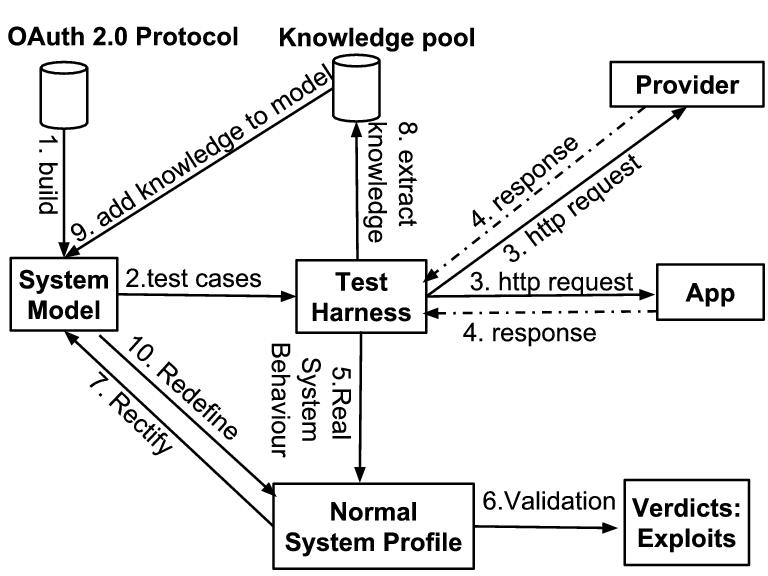 OAuth 2.0 Protocol
Knowledge pool
Provider
1. build
9. add knowledge to model
8. extract
knowledge
4. response
3. http request
System
Model
2.test cases
Test
Harness
3. http request
4. response
App
10. Redefine
7. Rectify
5.Real
System
Behaviour
Normal
System Profile
6.Validation
Verdicts:
Exploits